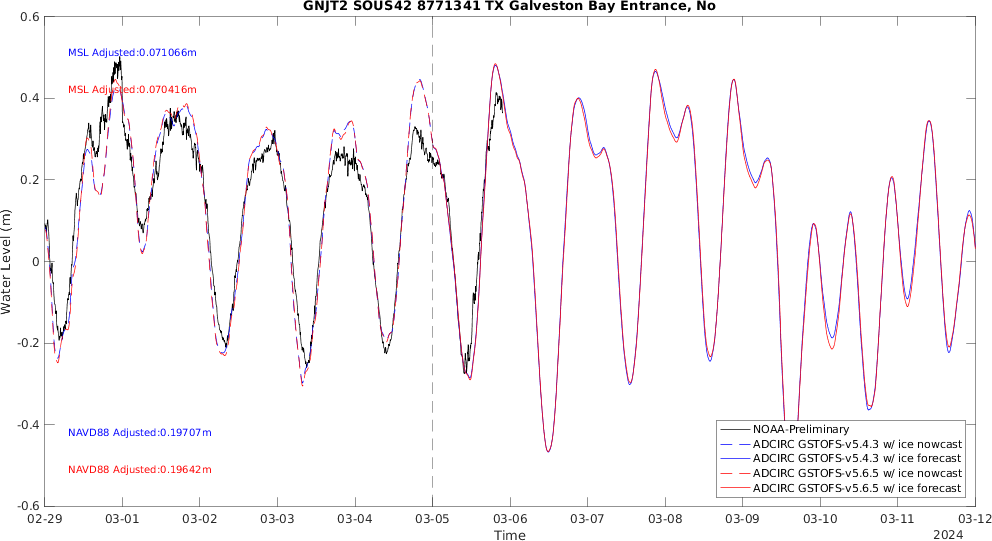 GNJT2 SOUS42 8771341 TX Galveston Bay Entrance, No
0.6
MSL Adjusted:0.071066m
MSL Adjusted:0.070416m
0.4
0.2
0
-0.2
-0.4
-0.6
Water Level (m)
NAVD88 Adjusted:0.19707m
NAVD88 Adjusted:0.19642m
NOAA-Preliminary
ADCIRC GSTOFS-v5.4.3 w/ ice nowcast
ADCIRC GSTOFS-v5.4.3 w/ ice forecast
ADCIRC GSTOFS-v5.6.5 w/ ice nowcast
ADCIRC GSTOFS-v5.6.5 w/ ice forecast
02-29 03-01 03-02 03-03 03-04 03-05 03-06 03-07 03-08 03-09 03-10 03-11 03-12
Time
2024